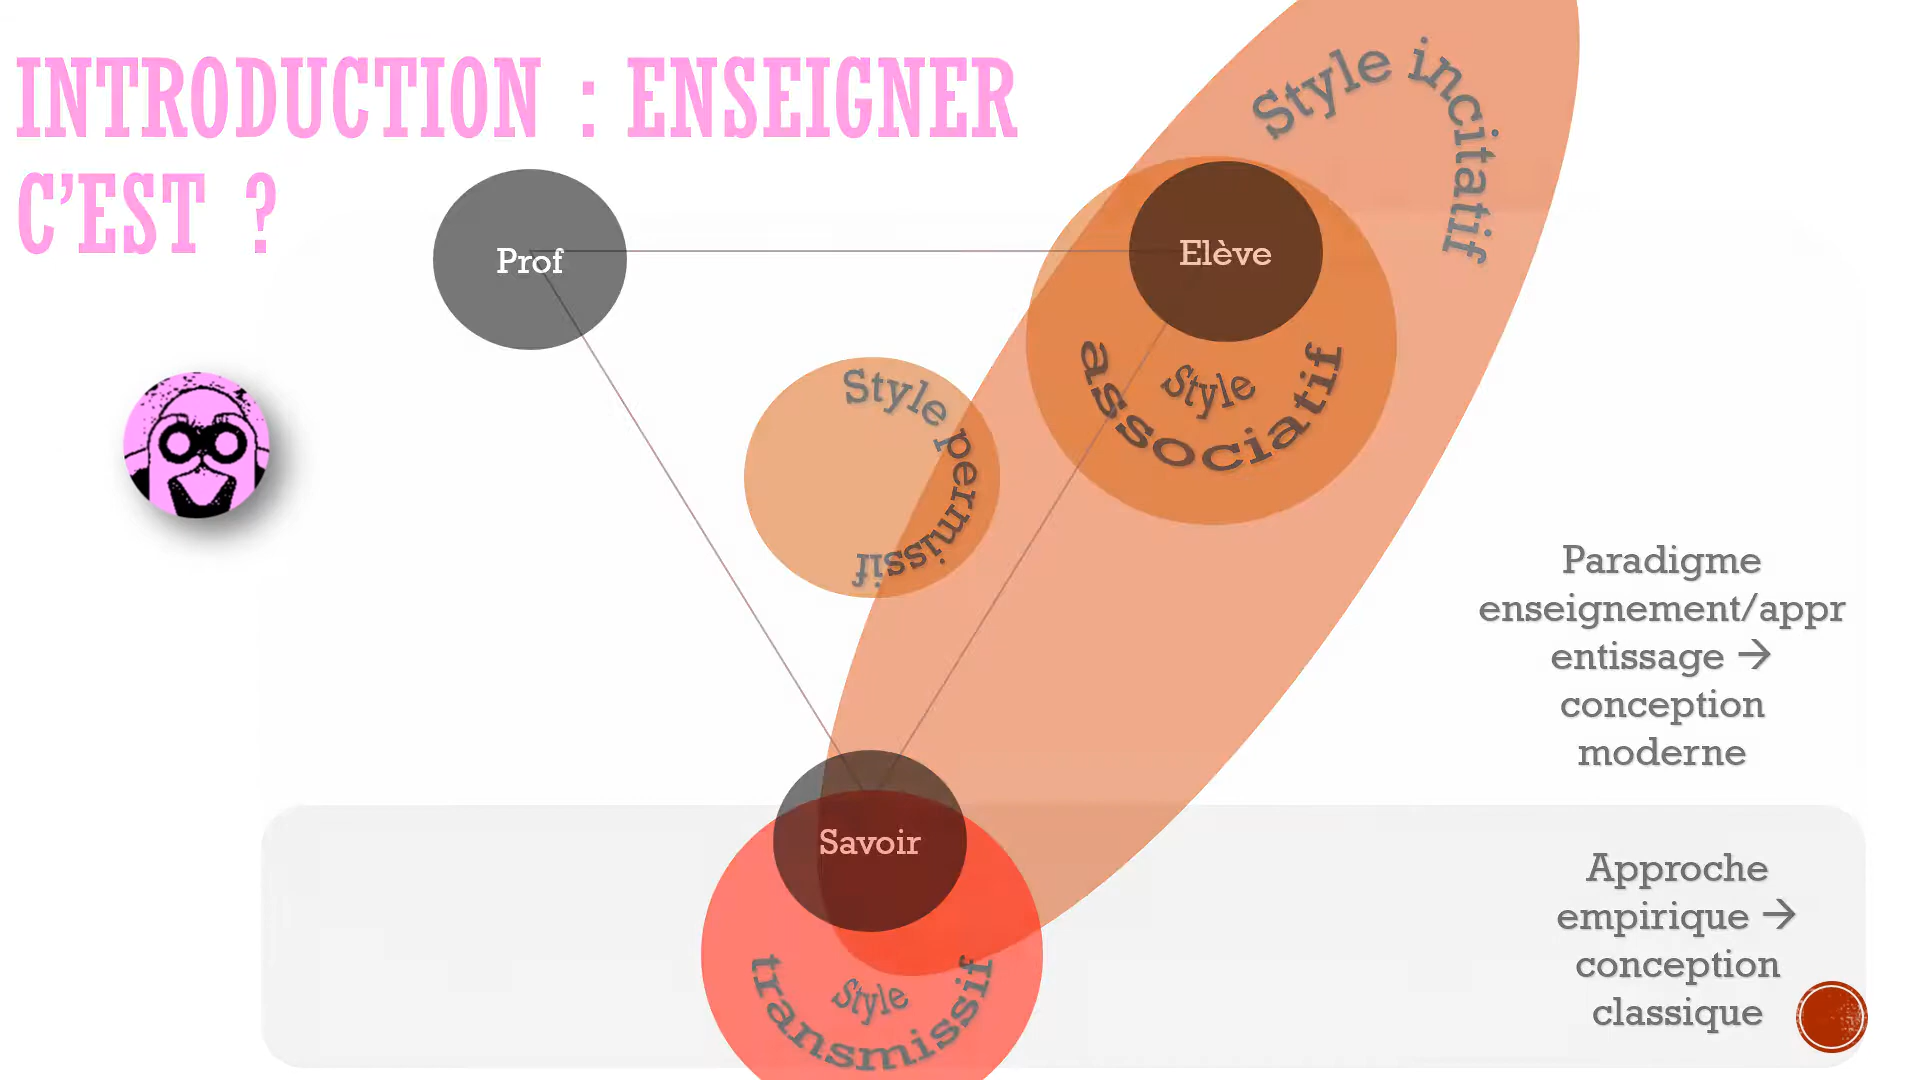 INTRODUCTION : ENSEIGNER
C'EST ?
Prof
Elève
Style incitatif
Style
associatif
Style permissif
Savoir
Style
transmissif
Paradigme
enseignement/appr
entissage →
conception
moderne
Approche
empirique →
conception
classique